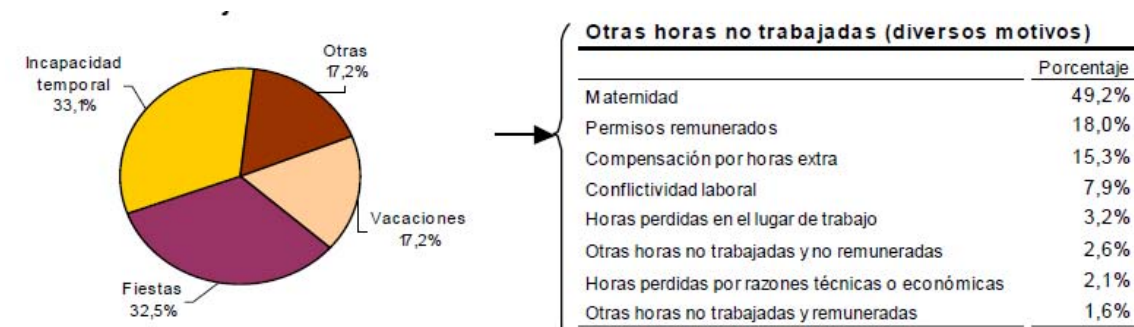 Incapacidad
temporal
33,1%
Otras
17,2%
Vacaciones
17,2%
Fiestas
32,5%
Otras horas no trabajadas (diversos motivos)
Porcentaje
Maternidad 49,2%
Permisos remunerados 18,0%
Compensación por horas extra 15,3%
Conflictividad laboral 7,9%
Horas perdidas en el lugar de trabajo 3,2%
Otras horas no trabajadas y no remuneradas 2,6%
Horas perdidas por razones técnicas o económicas 2,1%
Otras horas no trabajadas y remuneradas 1,6%